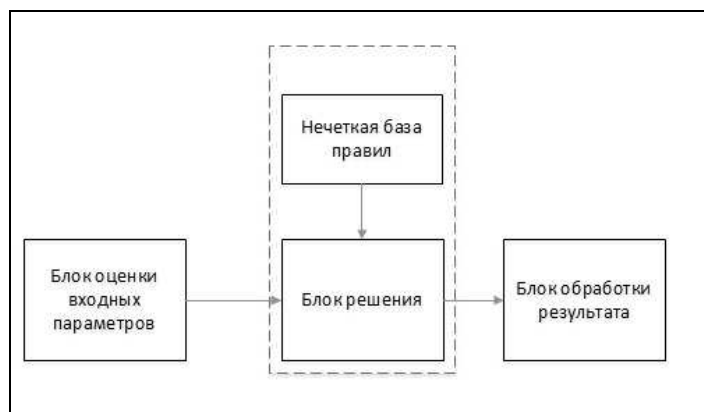 Нечеткая база
правил
Блок оценки
входных
параметров
Блок решения
Блок обработки
результата